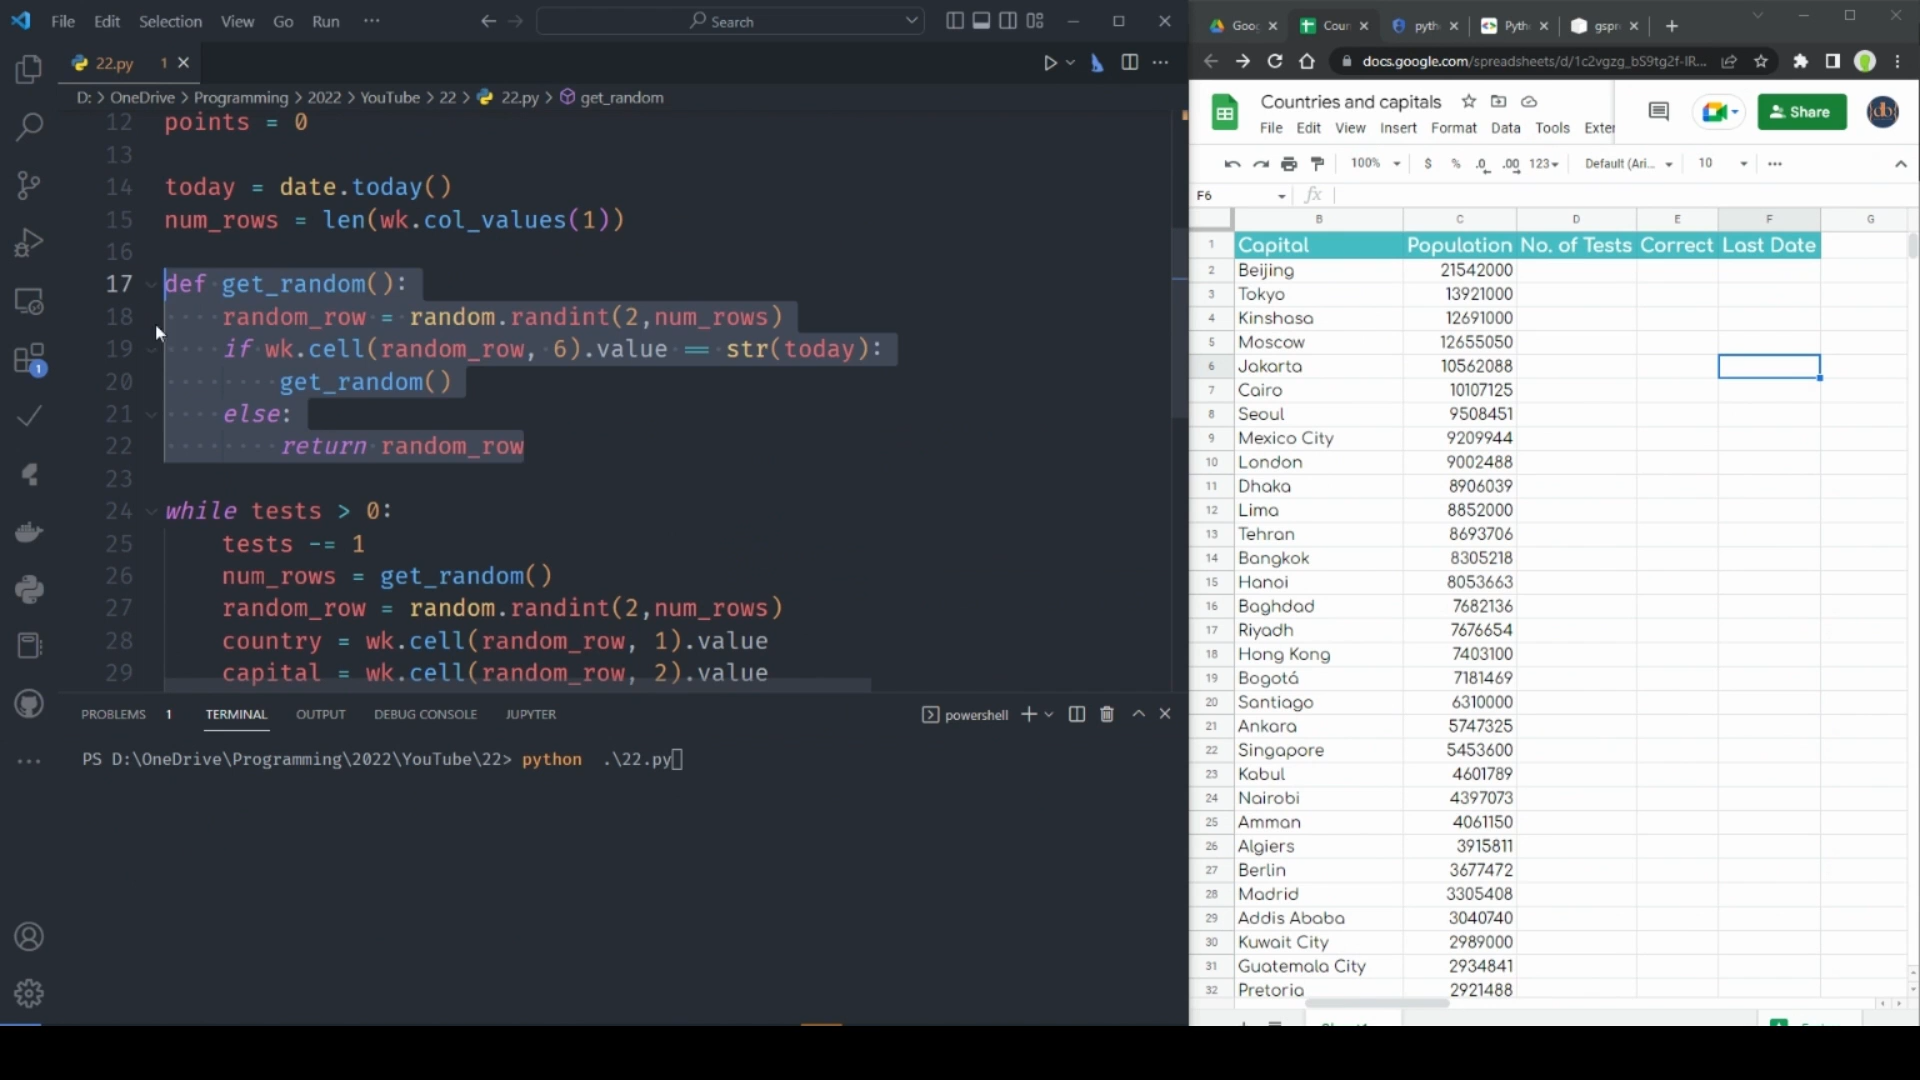 File Edit Selection View Go Run ···
Search
22.py 1
D: > OneDrive > Programming > 2022 > YouTube > 22 > 22.py > get_random
12 points = 0
13
14 today = date.today()
15 num_rows = len(wk.col_values(1))
16
17 def get_random():
18 random_row = random.randint(2,num_rows)
19 if wk.cell(random_row, 6).value == str(today):
20 get_random()
21 else:
22 return random_row
23
24 while tests > 0:
25 tests -= 1
26 num_rows = get_random()
27 random_row = random.randint(2,num_rows)
28 country = wk.cell(random_row, 1).value
29 capital = wk.cell(random_row, 2).value
1
PROBLEMS 1 TERMINAL OUTPUT DEBUG CONSOLE JUPYTER
powershell
PS D:\OneDrive\Programming\2022\YouTube\22> python .\22.py
Goo Cour pyth Pyth gspr
docs.google.com/spreadsheets/d/1c2vgzg_bS9tg2f-IR...
Countries and capitals
Share
File Edit View Insert Format Data Tools Exter
100% $ % .0 .00 123 Default (Ari... 10 ···
F6 fx
B C D E F G
1 Capital Population No. of Tests Correct Last Date
2 Beijing 21542000
3 Tokyo 13921000
4 Kinshasa 12691000
5 Moscow 12655050
6 Jakarta 10562088
7 Cairo 10107125
8 Seoul 9508451
9 Mexico City 9209944
10 London 9002488
11 Dhaka 8906039
12 Lima 8852000
13 Tehran 8693706
14 Bangkok 8305218
15 Hanoi 8053663
16 Baghdad 7682136
17 Riyadh 7676654
18 Hong Kong 7403100
19 Bogotá 7181469
20 Santiago 6310000
21 Ankara 5747325
22 Singapore 5453600
23 Kabul 4601789
24 Nairobi 4397073
25 Amman 4061150
26 Algiers 3915811
27 Berlin 3677472
28 Madrid 3305408
29 Addis Ababa 3040740
30 Kuwait City 2989000
31 Guatemala City 2934841
32 Pretoria 2921488